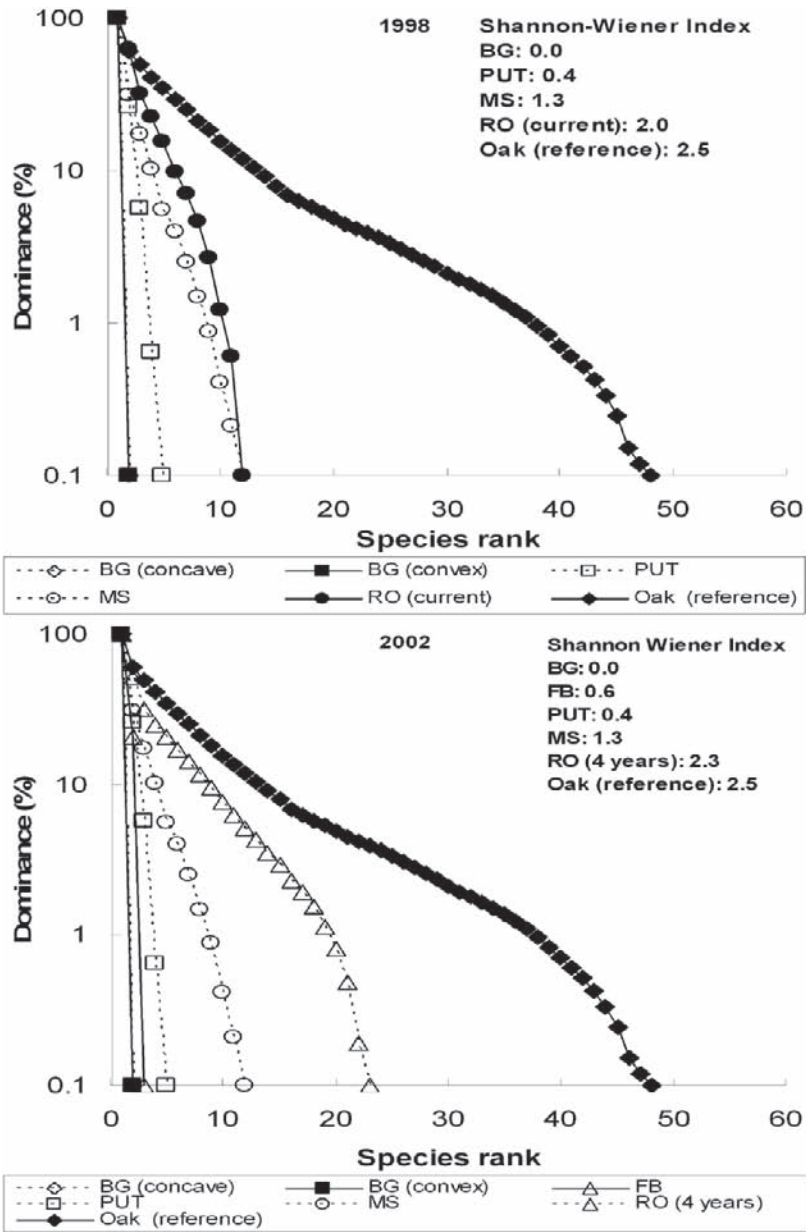 1998 Shannon-Wiener Index
BG: 0.0
PUT: 0.4
MS: 1.3
RO (current): 2.0
Oak (reference): 2.5
Dominance (%)
100
10
1
0.1
0 10 20 30 40 50 60
Species rank
BG (concave) BG (convex) PUT
MS RO (current) Oak (reference)
2002 Shannon Wiener Index
BG: 0.0
FB: 0.6
PUT: 0.4
MS: 1.3
RO (4 years): 2.3
Oak (reference): 2.5
Dominance (%)
100
10
1
0.1
0 10 20 30 40 50 60
Species rank
BG (concave) BG (convex) FB
PUT MS RO (4 years)
Oak (reference)